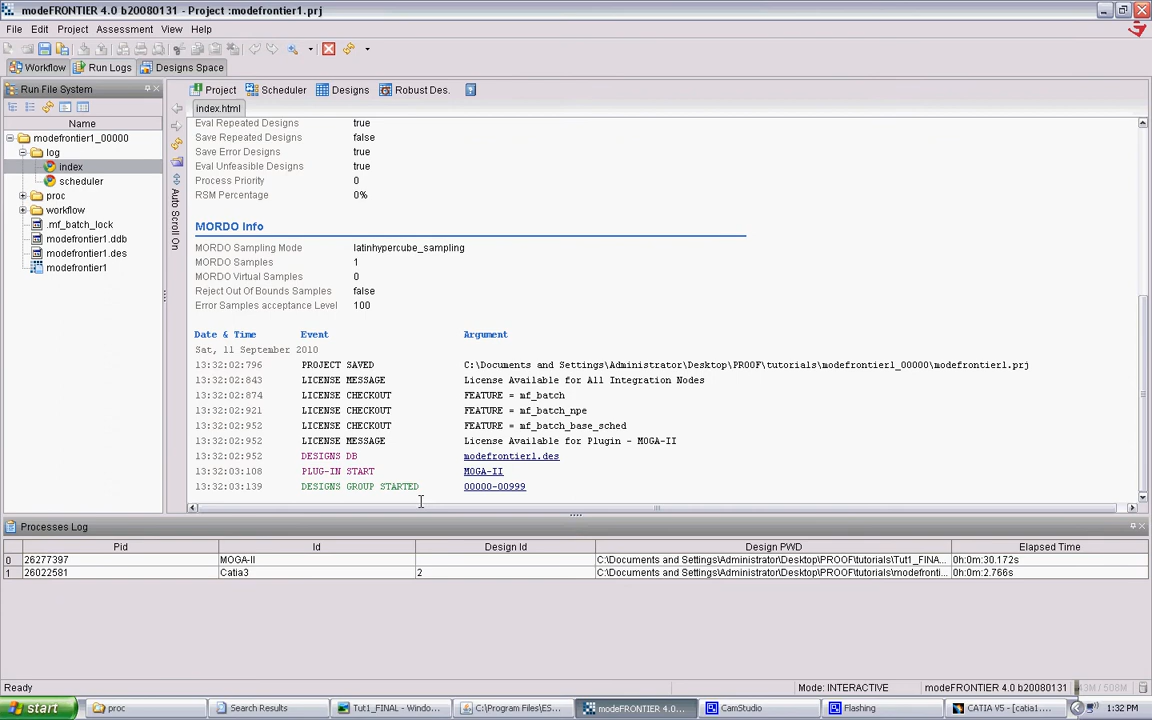 modeFRONTIER 4.0 b20080131 - Project :modefrontier1.prj
File Edit Project Assessment View Help
Workflow Run Logs Designs Space
Run File System
Project Scheduler Designs Robust Des.
index.html
Name
modefrontier1_00000
log
index
scheduler
proc
workflow
.mf_batch_lock
modefrontier1.ddb
modefrontier1.des
modefrontier1
Auto Scroll On
Eval Repeated Designs true
Save Repeated Designs false
Save Error Designs true
Eval Unfeasible Designs true
Process Priority 0
RSM Percentage 0%
MORDO Info
MORDO Sampling Mode latinhypercube_sampling
MORDO Samples 1
MORDO Virtual Samples 0
Reject Out Of Bounds Samples false
Error Samples acceptance Level 100
Date & Time Event Argument
Sat, 11 September 2010
13:32:02:796 PROJECT SAVED C:\Documents and Settings\Administrator\Desktop\PROOF\tutorials\modefrontier1_00000\modefrontier1.prj
13:32:02:843 LICENSE MESSAGE License Available for All Integration Nodes
13:32:02:874 LICENSE CHECKOUT FEATURE = mf_batch
13:32:02:921 LICENSE CHECKOUT FEATURE = mf_batch_npe
13:32:02:952 LICENSE CHECKOUT FEATURE = mf_batch_base_sched
13:32:02:952 LICENSE MESSAGE License Available for Plugin - MOGA-II
13:32:02:952 DESIGNS DB modefrontier1.des
13:32:03:108 PLUG-IN START MOGA-II
13:32:03:139 DESIGNS GROUP STARTED 00000-00999
Processes Log
Pid Id Design Id Design PWD Elapsed Time
0 26277397 MOGA-II C:\Documents and Settings\Administrator\Desktop\PROOF\tutorials\Tut1_FINA... 0h:0m:30.172s
1 26022581 Catia3 2 C:\Documents and Settings\Administrator\Desktop\PROOF\tutorials\modefronti... 0h:0m:2.766s
Ready Mode: INTERACTIVE modeFRONTIER 4.0 b20080131
start proc Search Results Tut1_FINAL - Windo... C:\Program Files\ES... modeFRONTIER 4.0... CamStudio Flashing CATIA V5 - [catia1.... 1:32 PM